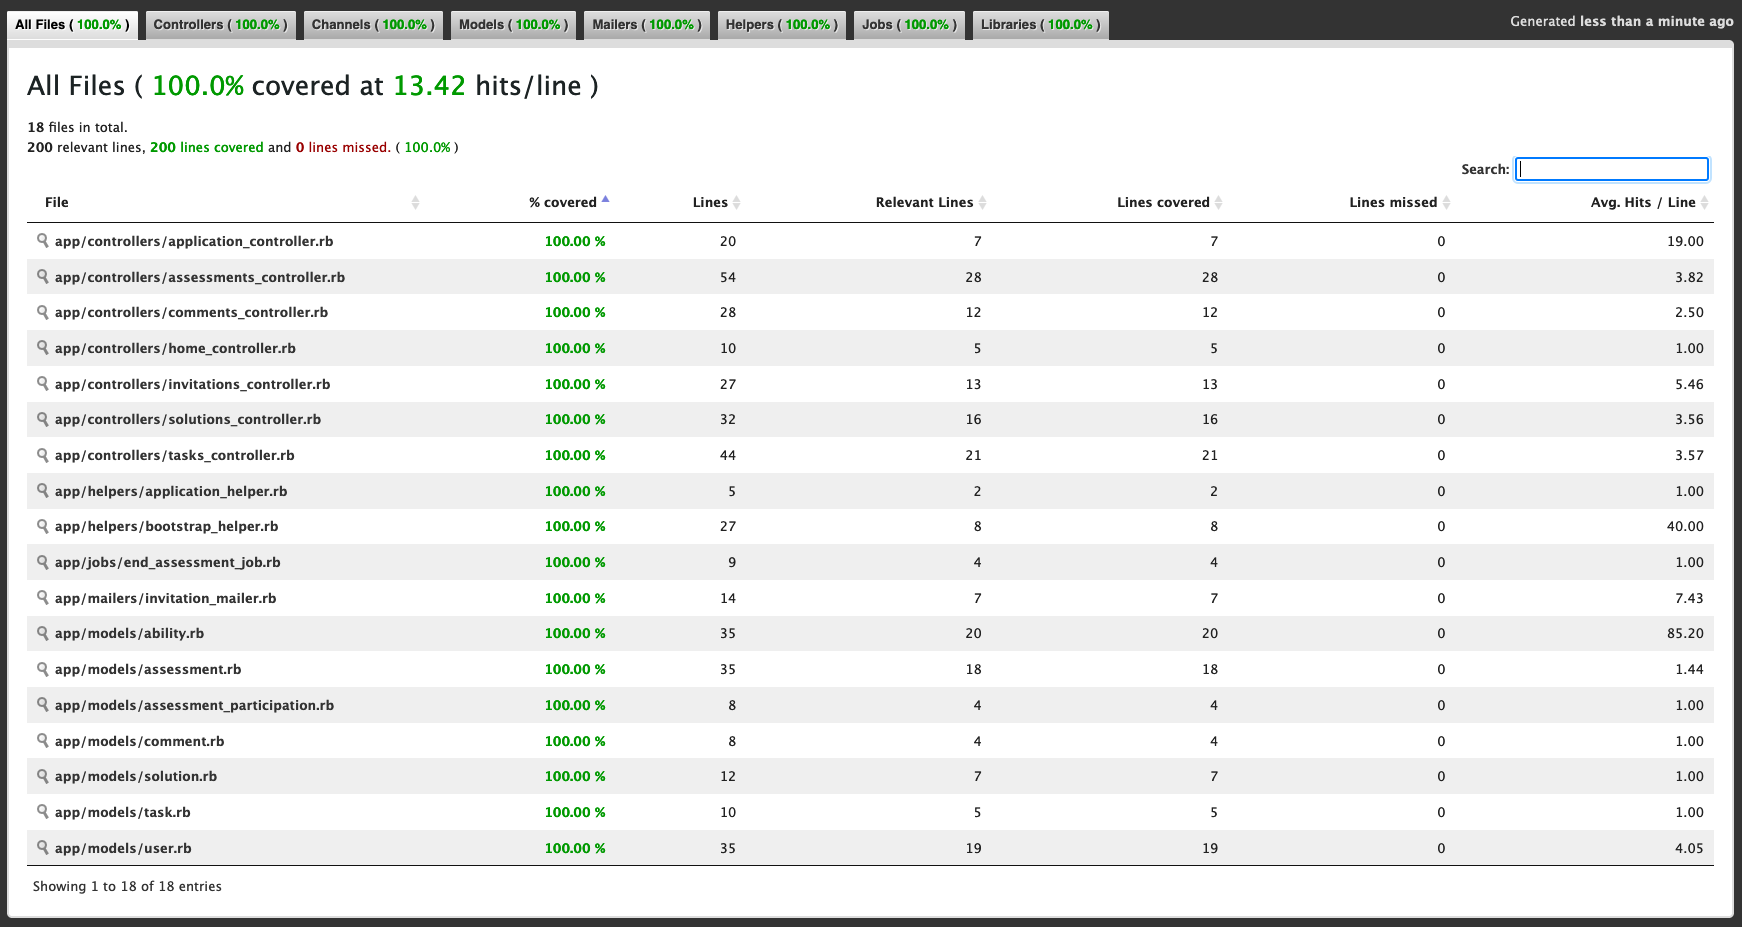 All Files ( 100.0% ) Controllers ( 100.0% ) Channels ( 100.0% ) Models ( 100.0% ) Mailers ( 100.0% ) Helpers ( 100.0% ) Jobs ( 100.0% ) Libraries ( 100.0% ) Generated less than a minute ago
All Files ( 100.0% covered at 13.42 hits/line )
18 files in total.
200 relevant lines, 200 lines covered and 0 lines missed. ( 100.0% )
Search:
File % covered Lines Relevant Lines Lines covered Lines missed Avg. Hits / Line
app/controllers/application_controller.rb 100.00 % 20 7 7 0 19.00
app/controllers/assessments_controller.rb 100.00 % 54 28 28 0 3.82
app/controllers/comments_controller.rb 100.00 % 28 12 12 0 2.50
app/controllers/home_controller.rb 100.00 % 10 5 5 0 1.00
app/controllers/invitations_controller.rb 100.00 % 27 13 13 0 5.46
app/controllers/solutions_controller.rb 100.00 % 32 16 16 0 3.56
app/controllers/tasks_controller.rb 100.00 % 44 21 21 0 3.57
app/helpers/application_helper.rb 100.00 % 5 2 2 0 1.00
app/helpers/bootstrap_helper.rb 100.00 % 27 8 8 0 40.00
app/jobs/end_assessment_job.rb 100.00 % 9 4 4 0 1.00
app/mailers/invitation_mailer.rb 100.00 % 14 7 7 0 7.43
app/models/ability.rb 100.00 % 35 20 20 0 85.20
app/models/assessment.rb 100.00 % 35 18 18 0 1.44
app/models/assessment_participation.rb 100.00 % 8 4 4 0 1.00
app/models/comment.rb 100.00 % 8 4 4 0 1.00
app/models/solution.rb 100.00 % 12 7 7 0 1.00
app/models/task.rb 100.00 % 10 5 5 0 1.00
app/models/user.rb 100.00 % 35 19 19 0 4.05
Showing 1 to 18 of 18 entries